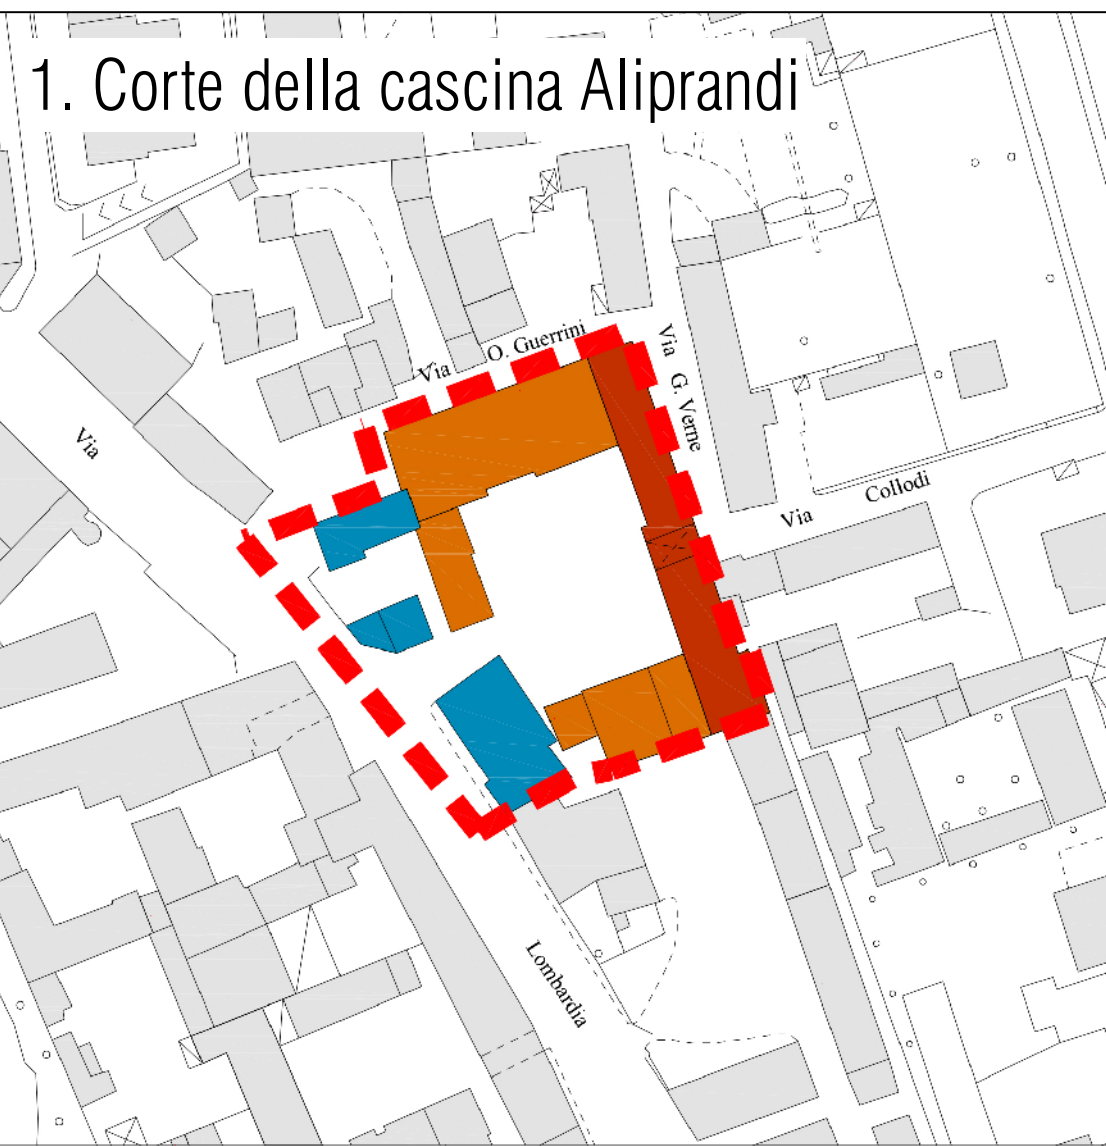 1. Corte della cascina Aliprandi
Via O. Guerrini
Via G. Verne
Via
Via Collodi
Lombardia